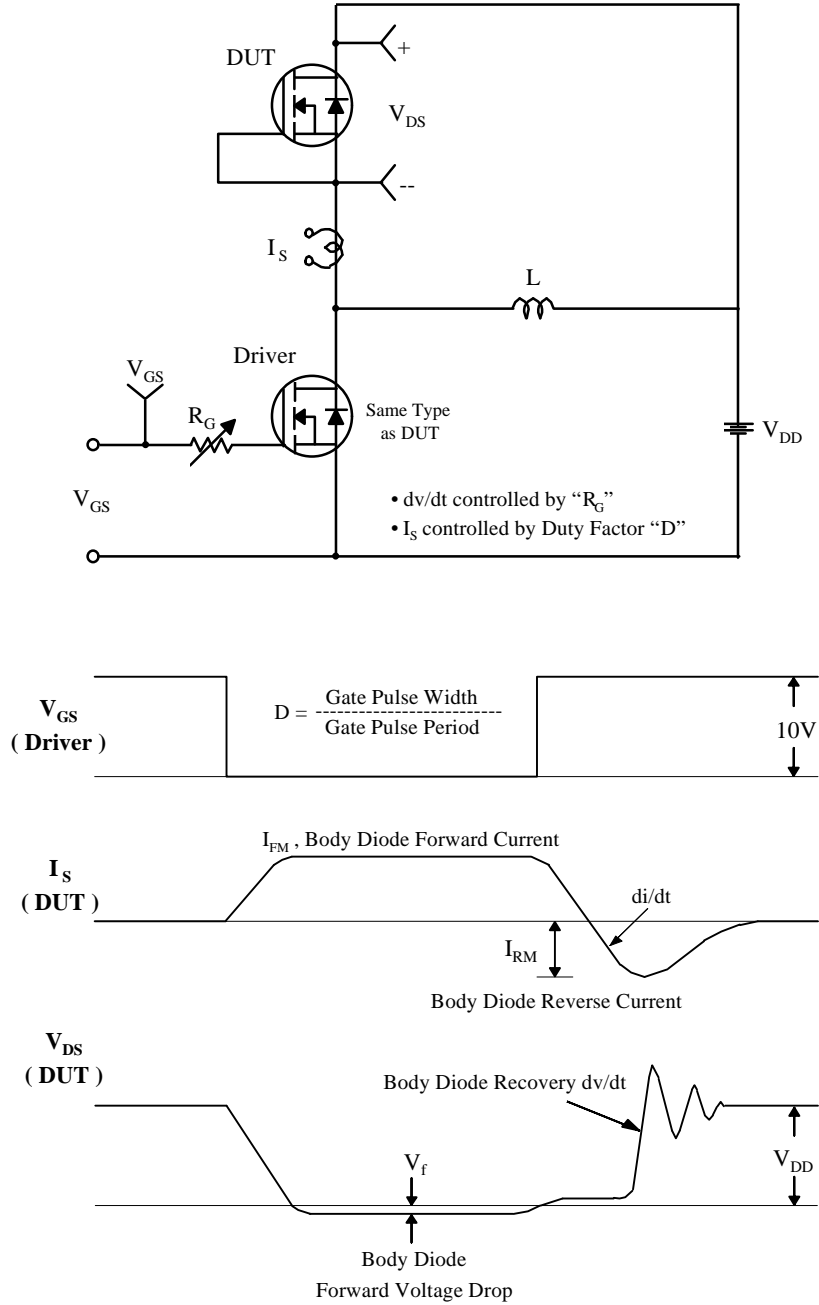 DUT
+
V_DS
--
I_S
L
Driver
V_GS
R_G
Same Type
as DUT
V_DD
V_GS
• dv/dt controlled by “R_G”
• I_S controlled by Duty Factor “D”
V_GS
( Driver )
D = Gate Pulse Width
--------------------------
Gate Pulse Period
10V
I_FM , Body Diode Forward Current
I_S
( DUT )
di/dt
I_RM
Body Diode Reverse Current
V_DS
( DUT )
Body Diode Recovery dv/dt
V_f
V_DD
Body Diode
Forward Voltage Drop